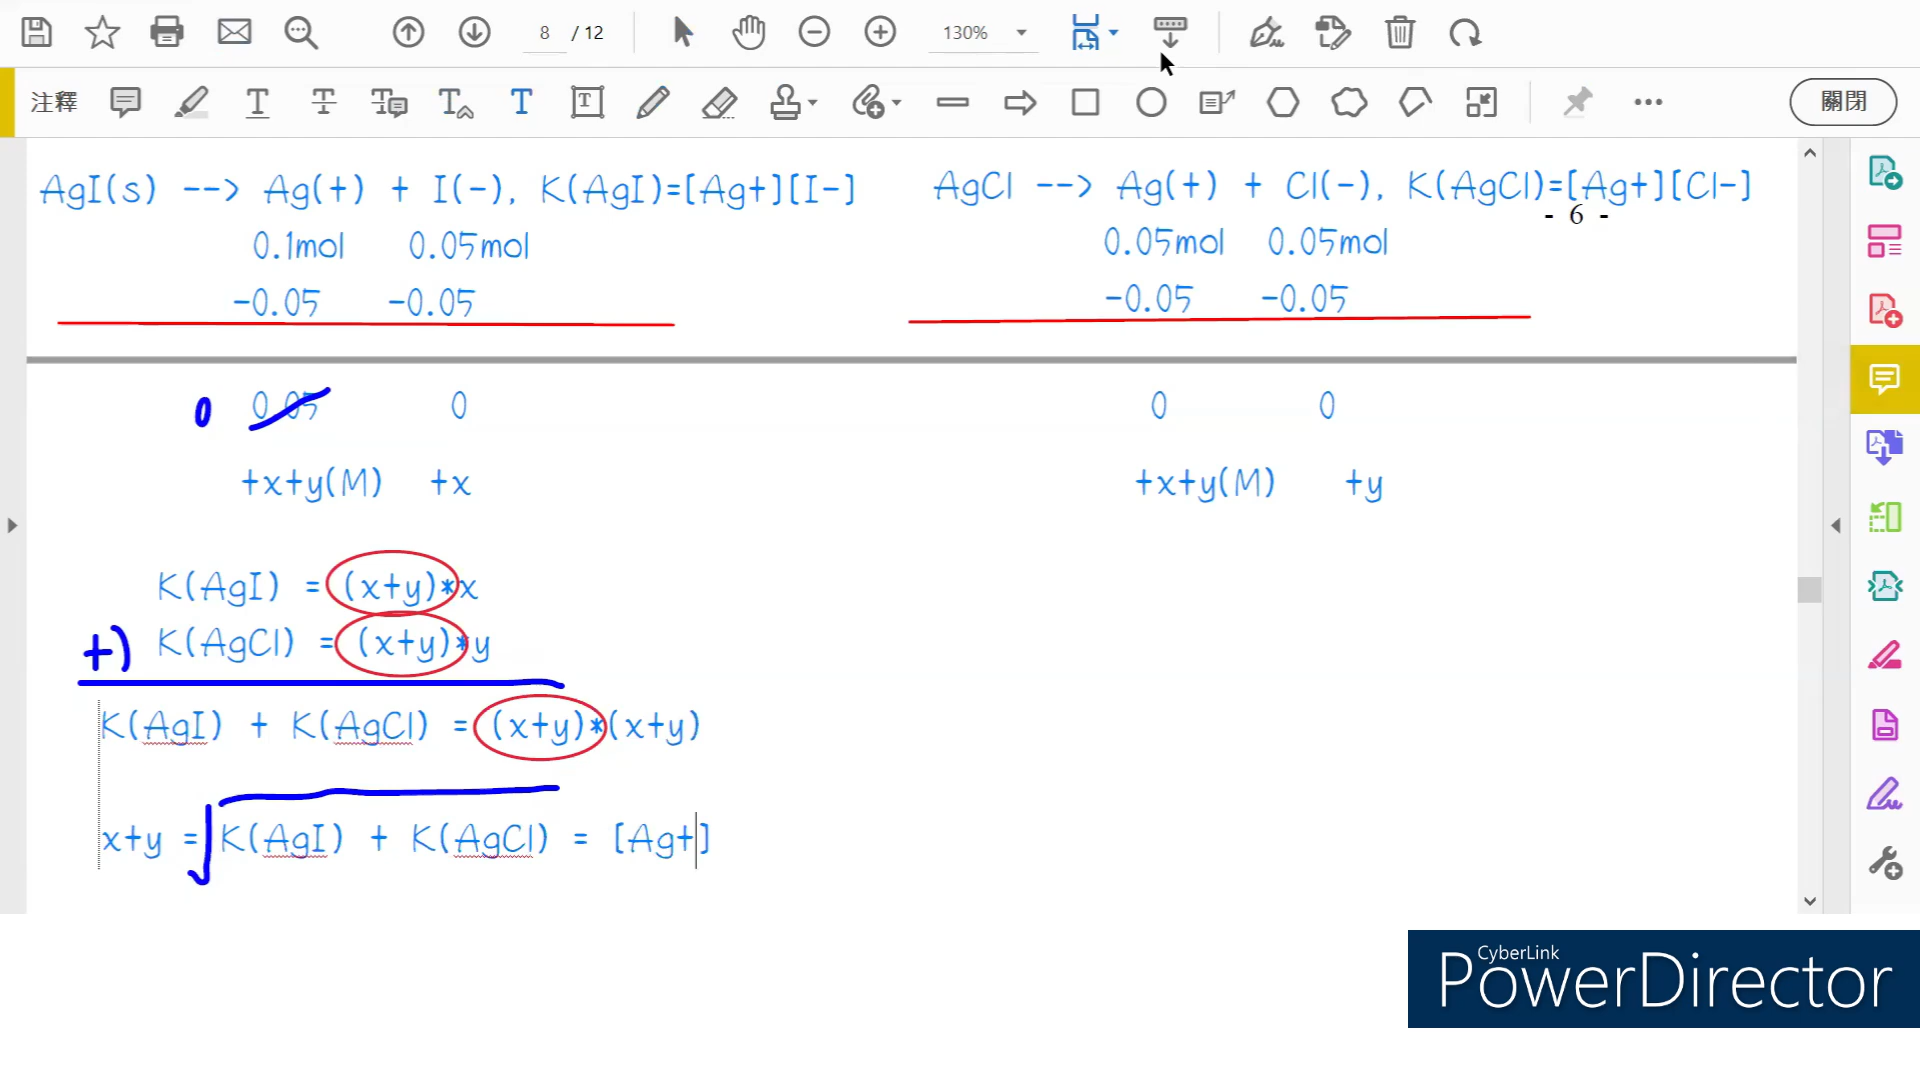 8 / 12
130%
注釋
關閉
AgI(s) --> Ag(+) + I(-), K(AgI)=[Ag+][I-]
0.1mol 0.05mol
-0.05 -0.05
AgCl --> Ag(+) + Cl(-), K(AgCl)=[Ag+][Cl-]
- 6 -
0.05mol 0.05mol
-0.05 -0.05
0 0.05 0
+x+y(M) +x
0 0
+x+y(M) +y
K(AgI) = (x+y)*x
+) K(AgCl) = (x+y)*y
K(AgI) + K(AgCl) = (x+y)*(x+y)
x+y = √K(AgI) + K(AgCl) = [Ag+]
CyberLink
PowerDirector